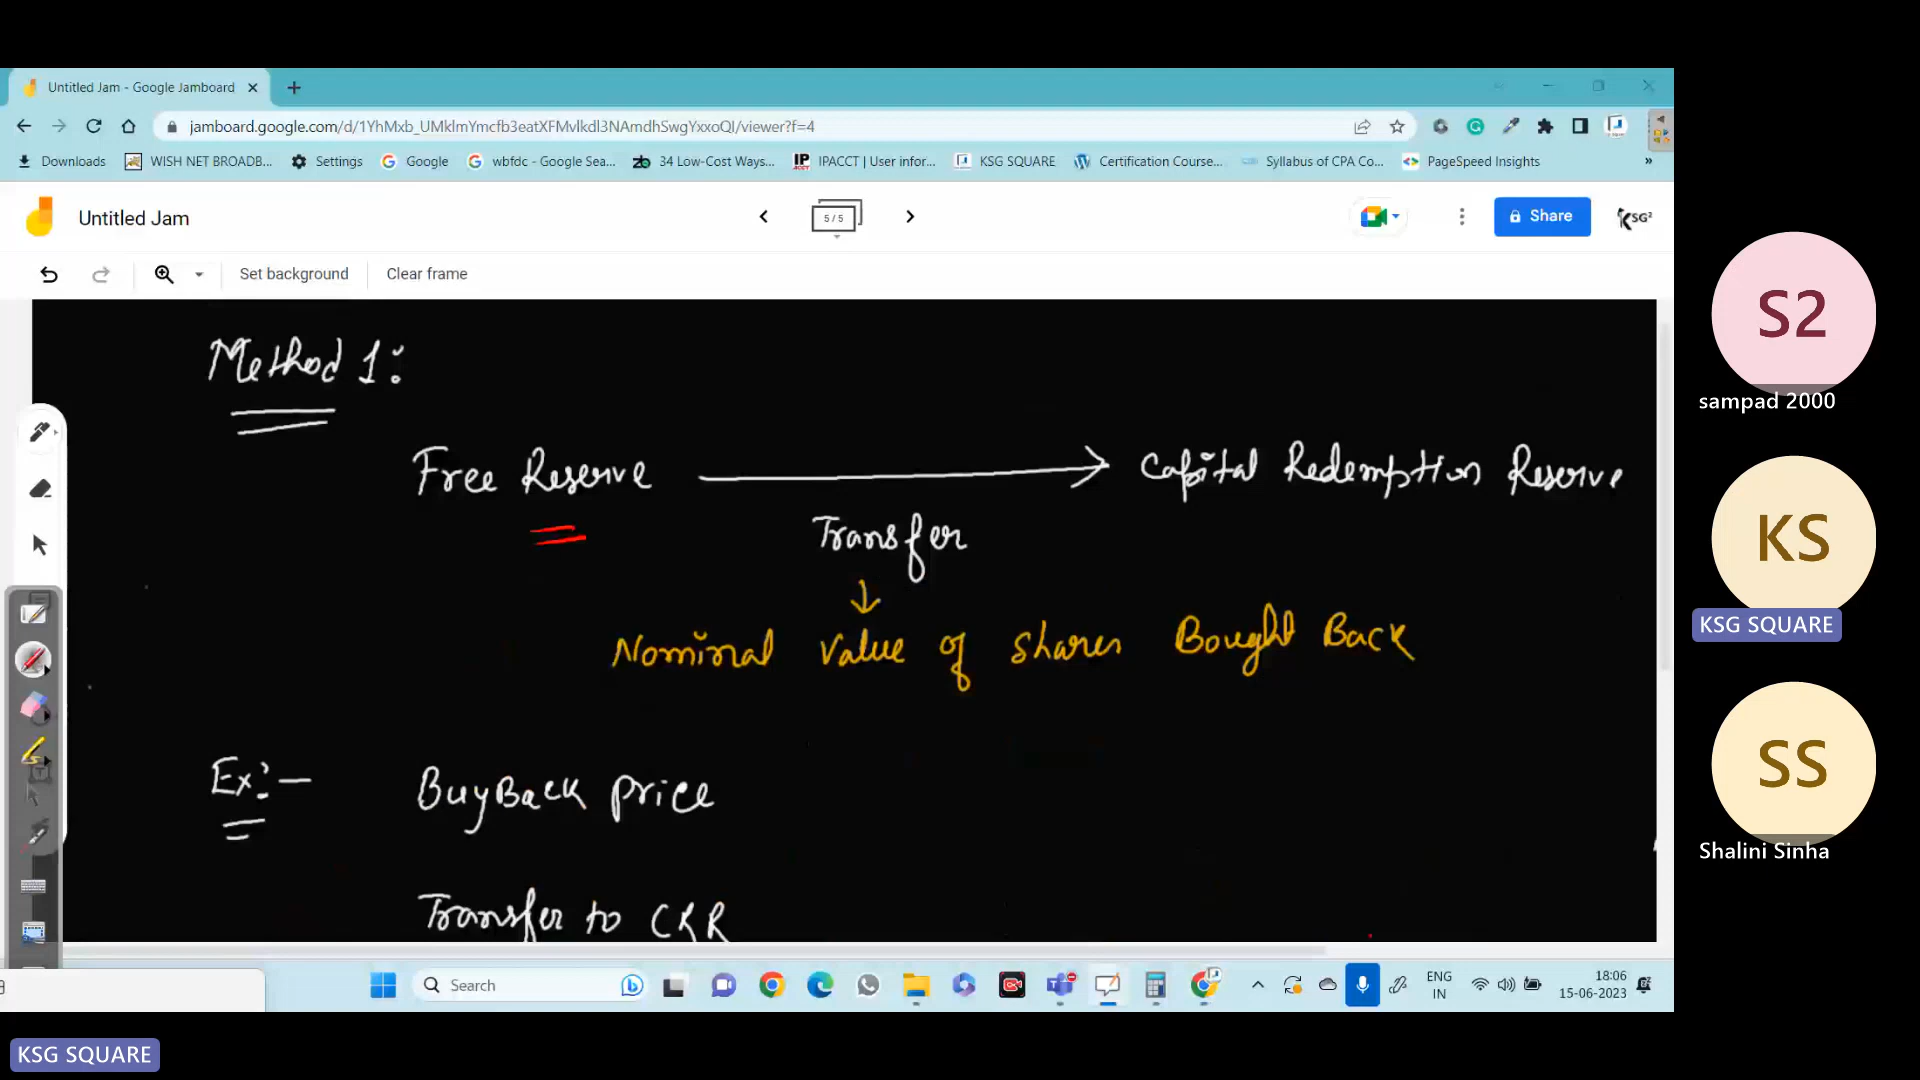 Untitled Jam - Google Jamboard
jamboard.google.com/d/1YhMxb_UMklmYmcfb3eatXFMvlkdl3NAmdhSwgYxxoQI/viewer?f=4
Downloads WISH NET BROADB... Settings Google wbfdc - Google Sea... 34 Low-Cost Ways... IPACCT | User infor... KSG SQUARE Certification Course... Syllabus of CPA Co... PageSpeed Insights »
Untitled Jam 5 / 5 Share KSG²
Set background Clear frame
Method 1:
Free Reserve Capital Redemption Reserve
Transfer
Nominal Value of Shares Bought Back
Ex:- BuyBack price
Transfer to CRR
S2
sampad 2000
KS
KSG SQUARE
SS
Shalini Sinha
Search
ENG
IN
18:06
15-06-2023
KSG SQUARE